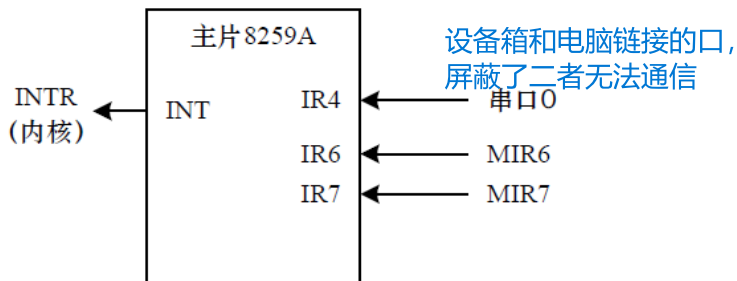 主片8259A
设备箱和电脑链接的口，
屏蔽了二者无法通信
INTR
(内核)
INT
IR4
串口0
IR6
MIR6
IR7
MIR7